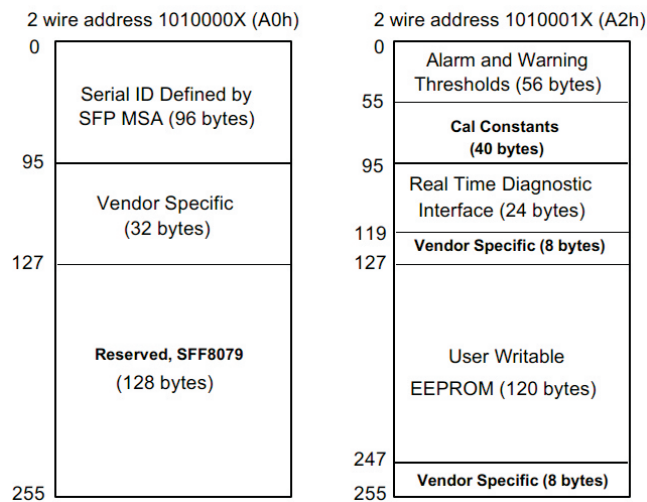 2 wire address 1010000X (A0h)
0
Serial ID Defined by
SFP MSA (96 bytes)
95
Vendor Specific
(32 bytes)
127
Reserved, SFF8079
(128 bytes)
255
2 wire address 1010001X (A2h)
0
Alarm and Warning
Thresholds (56 bytes)
55
Cal Constants
(40 bytes)
95
Real Time Diagnostic
Interface (24 bytes)
119
Vendor Specific (8 bytes)
127
User Writable
EEPROM (120 bytes)
247
Vendor Specific (8 bytes)
255